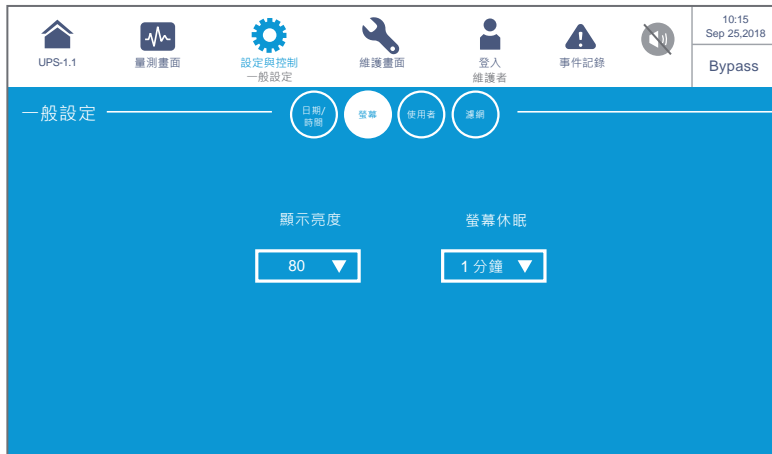 UPS-1.1
量測畫面
設定與控制
一般設定
維護畫面
登入
維護者
事件記錄
10:15
Sep 25,2018
Bypass
一般設定
日期/
時間
螢幕
使用者
濾網
顯示亮度
螢幕休眠
80
1 分鐘